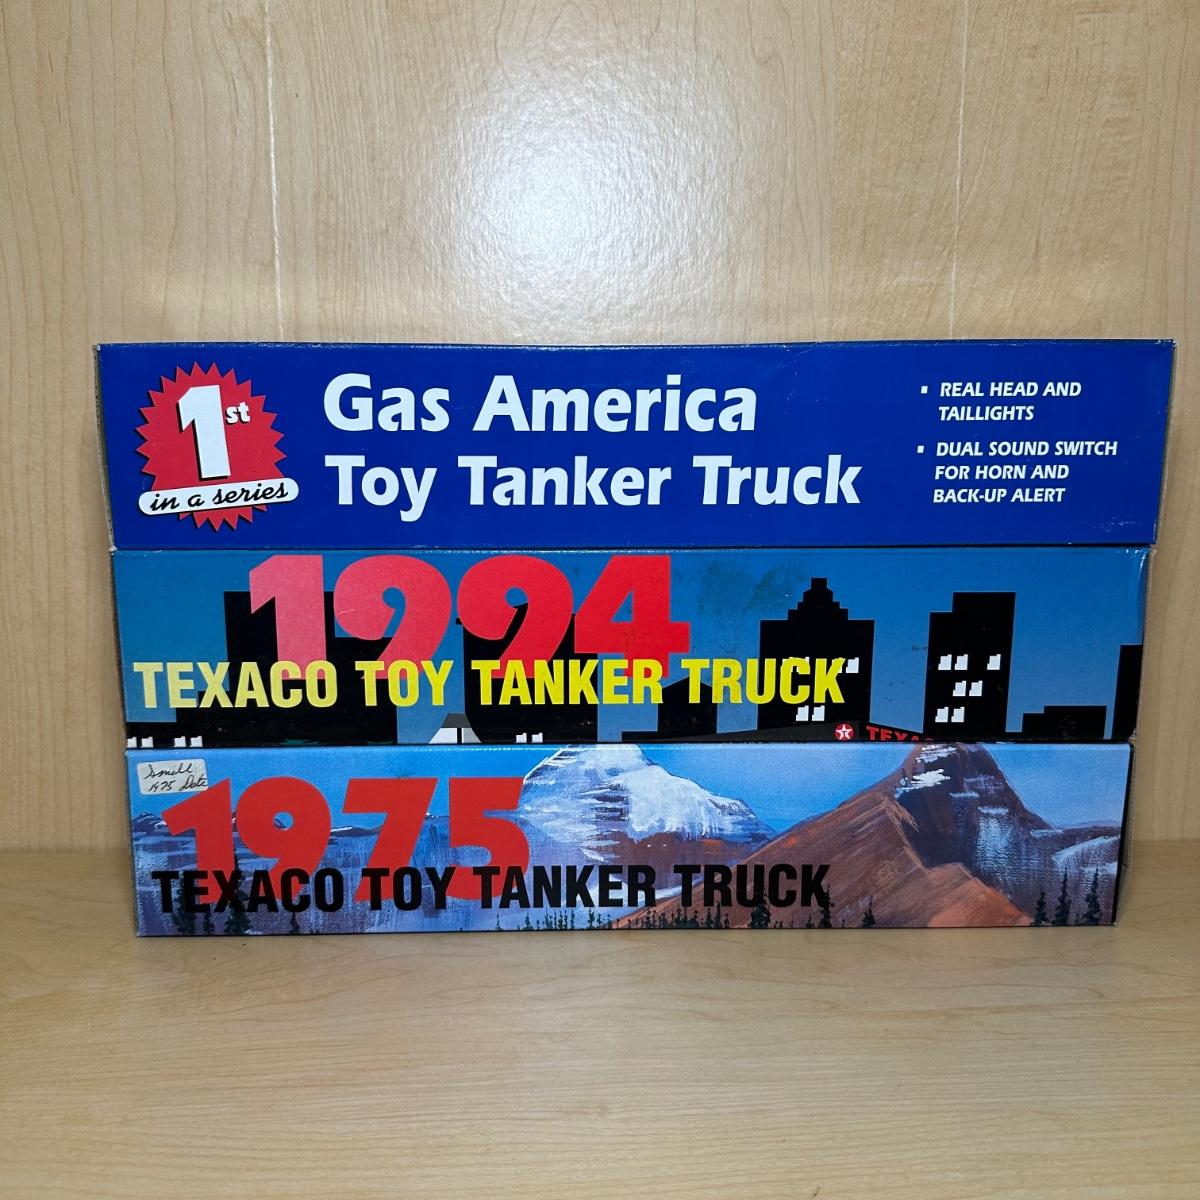 1st
in a series
Gas America
Toy Tanker Truck
▪ REAL HEAD AND
TAILLIGHTS
▪ DUAL SOUND SWITCH
FOR HORN AND
BACK-UP ALERT
1994
TEXACO TOY TANKER TRUCK
TEXAC
Small
1975 Date
1975
TEXACO TOY TANKER TRUCK